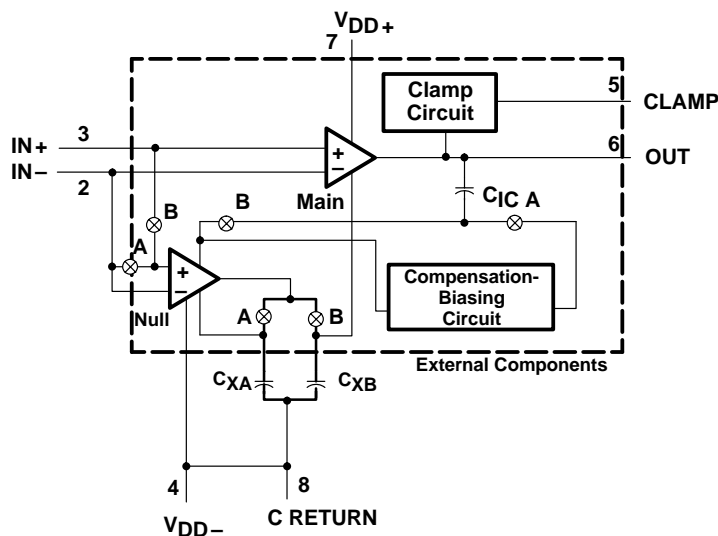 VDD+
7
Clamp
Circuit
5
CLAMP
IN+
3
6
OUT
IN−
2
+
−
Main
CIC
A
B
B
A
+
−
Null
Compensation-
Biasing
Circuit
A
B
External Components
CXA
CXB
4
8
VDD−
C RETURN